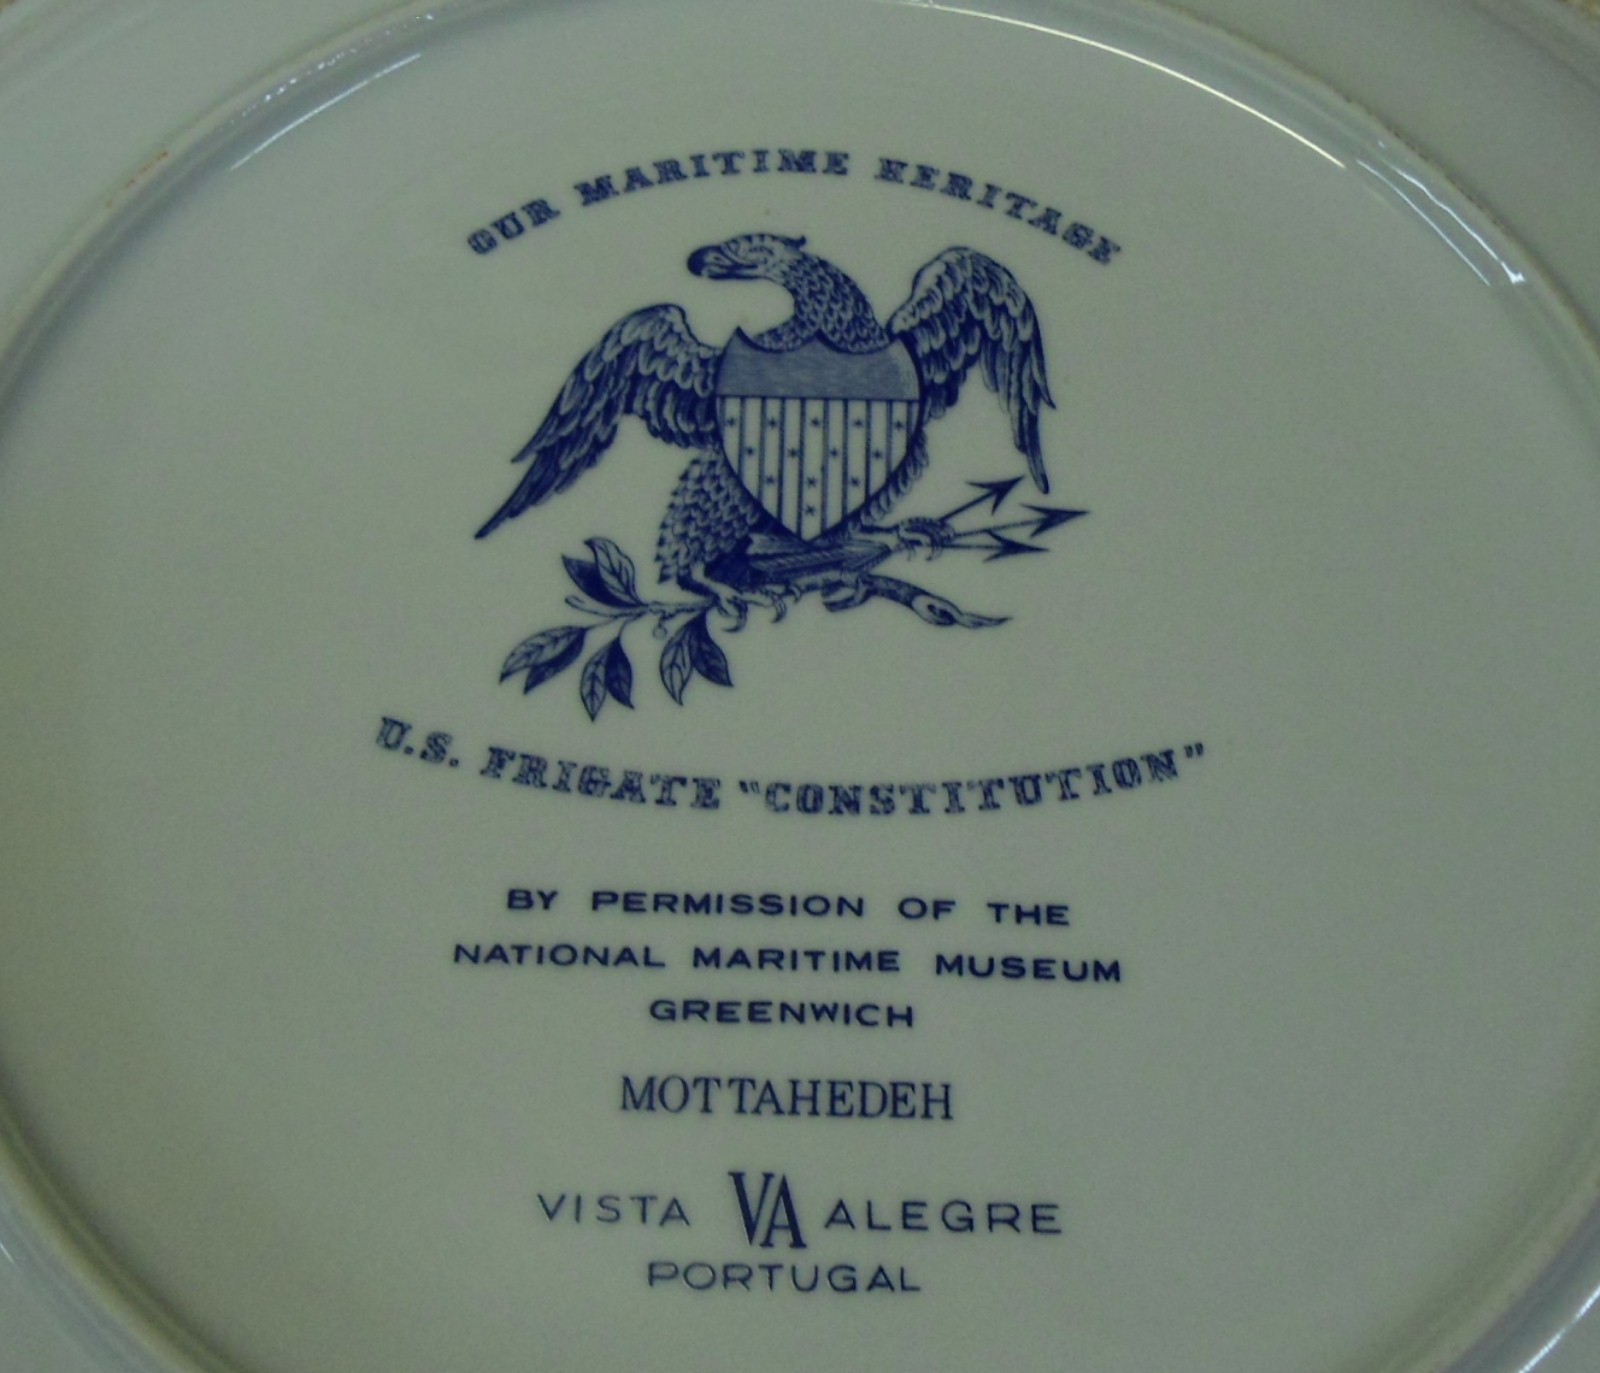 OUR MARITIME HERITAGE
U.S. FRIGATE "CONSTITUTION"
BY PERMISSION OF THE
NATIONAL MARITIME MUSEUM
GREENWICH
MOTTAHEDEH
VISTA VA ALEGRE
PORTUGAL